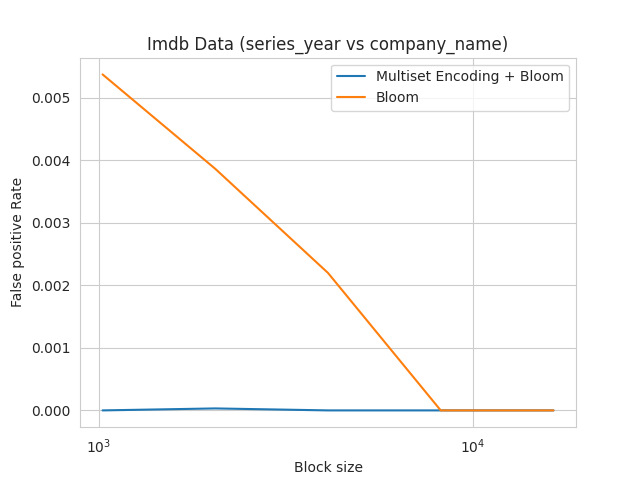 Imdb Data (series_year vs company_name)
Multiset Encoding + Bloom
Bloom
False positive Rate
0.005
0.004
0.003
0.002
0.001
0.000
10³
10⁴
Block size